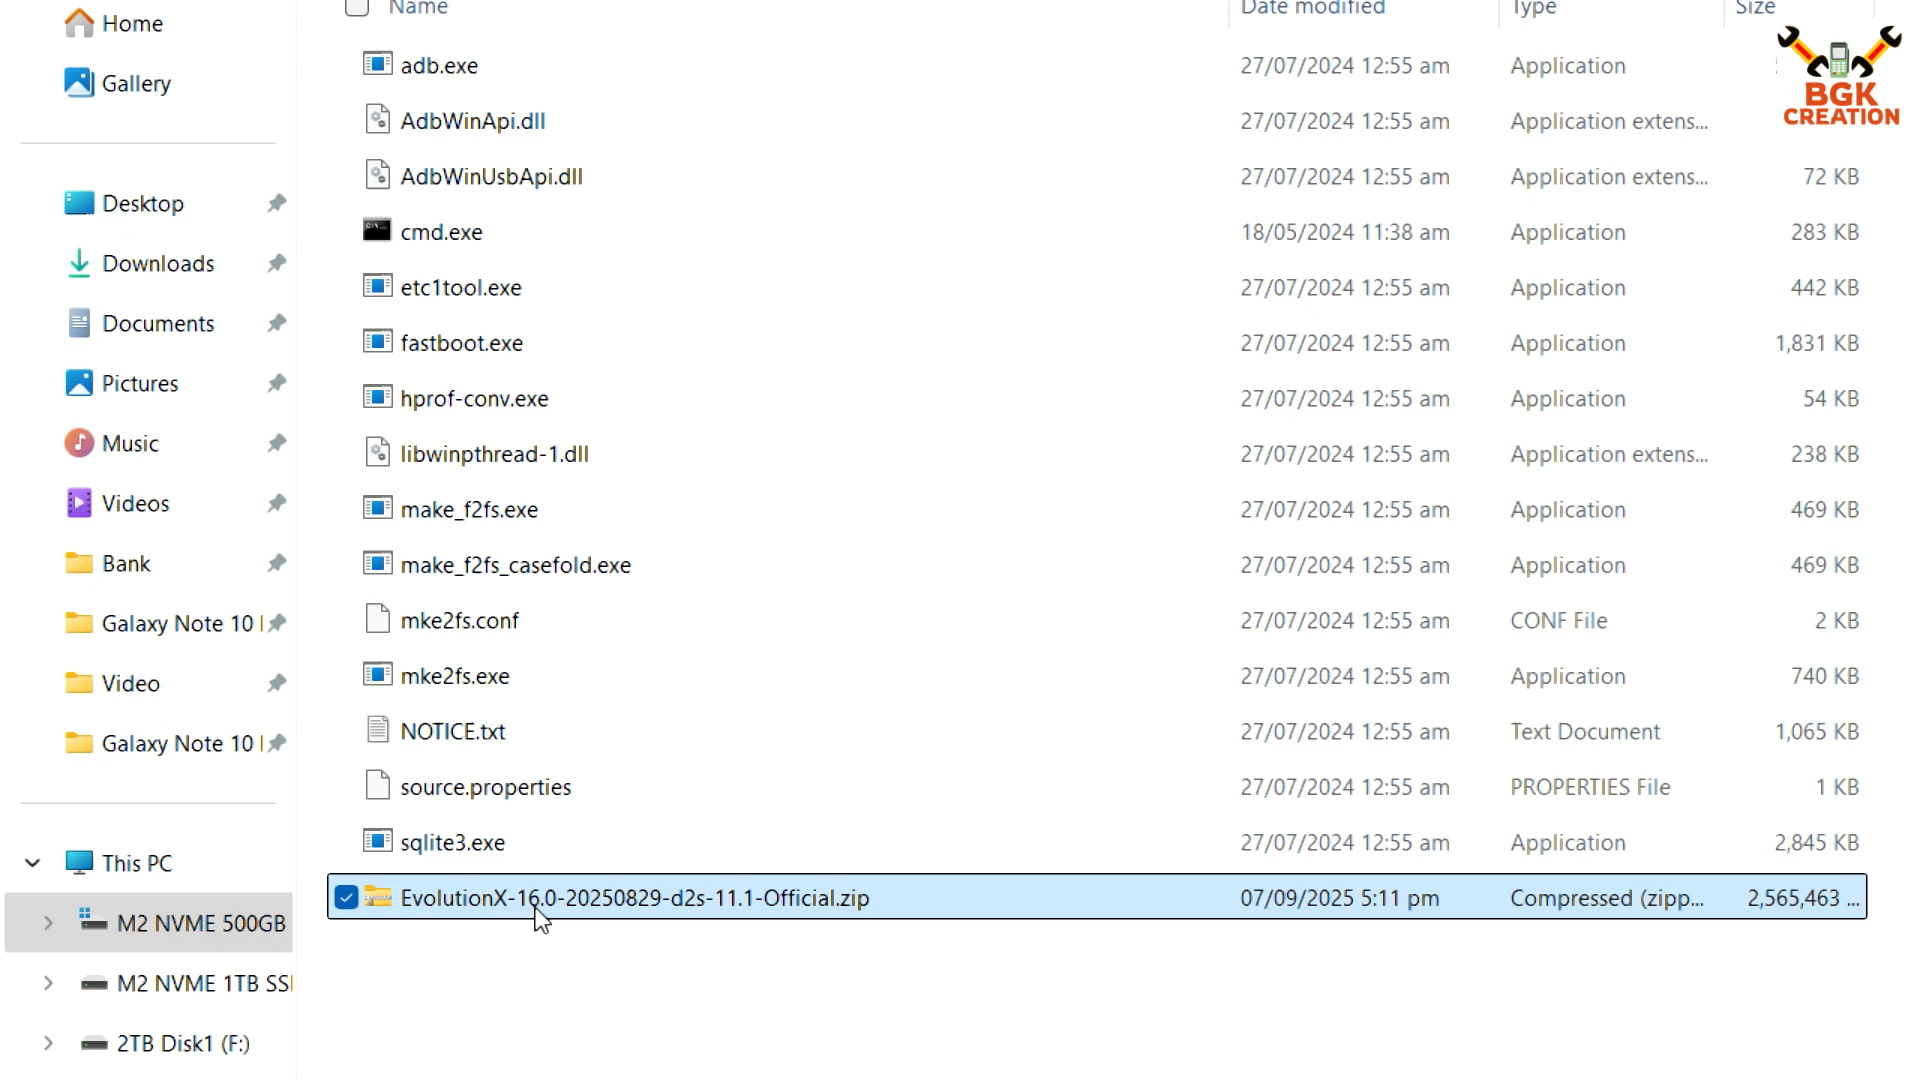 Home
Gallery
Desktop
Downloads
Documents
Pictures
Music
Videos
Bank
Galaxy Note 10
Video
Galaxy Note 10
This PC
M2 NVME 500GB
M2 NVME 1TB SSI
2TB Disk1 (F:)
Name Date modified Type Size
adb.exe 27/07/2024 12:55 am Application
AdbWinApi.dll 27/07/2024 12:55 am Application extens...
AdbWinUsbApi.dll 27/07/2024 12:55 am Application extens... 72 KB
cmd.exe 18/05/2024 11:38 am Application 283 KB
etc1tool.exe 27/07/2024 12:55 am Application 442 KB
fastboot.exe 27/07/2024 12:55 am Application 1,831 KB
hprof-conv.exe 27/07/2024 12:55 am Application 54 KB
libwinpthread-1.dll 27/07/2024 12:55 am Application extens... 238 KB
make_f2fs.exe 27/07/2024 12:55 am Application 469 KB
make_f2fs_casefold.exe 27/07/2024 12:55 am Application 469 KB
mke2fs.conf 27/07/2024 12:55 am CONF File 2 KB
mke2fs.exe 27/07/2024 12:55 am Application 740 KB
NOTICE.txt 27/07/2024 12:55 am Text Document 1,065 KB
source.properties 27/07/2024 12:55 am PROPERTIES File 1 KB
sqlite3.exe 27/07/2024 12:55 am Application 2,845 KB
EvolutionX-16.0-20250829-d2s-11.1-Official.zip 07/09/2025 5:11 pm Compressed (zipp... 2,565,463 ...
BGK
CREATION